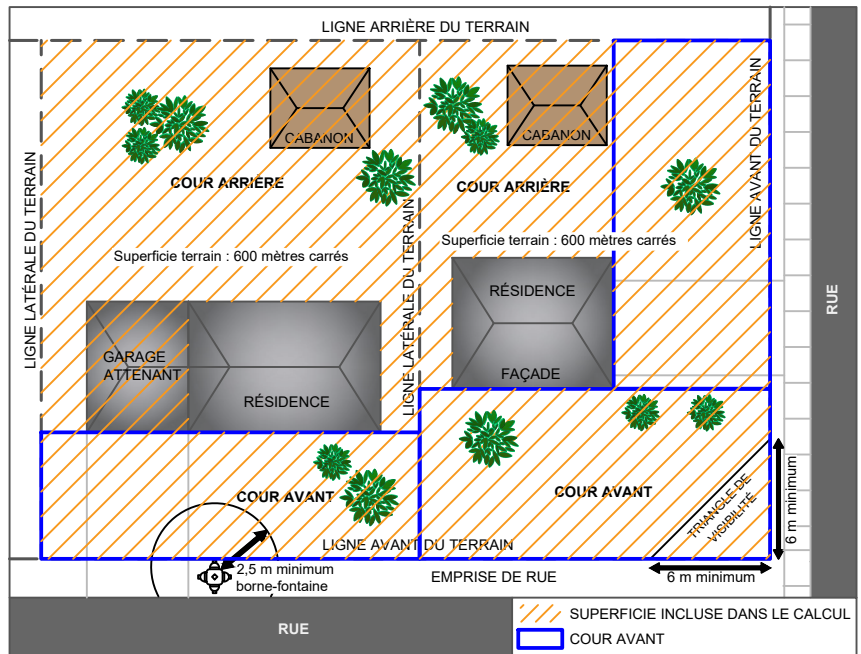 LIGNE ARRIÈRE DU TERRAIN
CABANON
CABANON
COUR ARRIÈRE
COUR ARRIÈRE
LIGNE LATÉRALE DU TERRAIN
LIGNE LATÉRALE DU TERRAIN
LIGNE AVANT DU TERRAIN
Superficie terrain : 600 mètres carrés
Superficie terrain : 600 mètres carrés
RUE
GARAGE
ATTENANT
RÉSIDENCE
RÉSIDENCE
FAÇADE
COUR AVANT
COUR AVANT
TRIANGLE DE
VISIBILITÉ
6 m minimum
LIGNE AVANT DU TERRAIN
2,5 m minimum
borne-fontaine
EMPRISE DE RUE
6 m minimum
RUE
SUPERFICIE INCLUSE DANS LE CALCUL
COUR AVANT